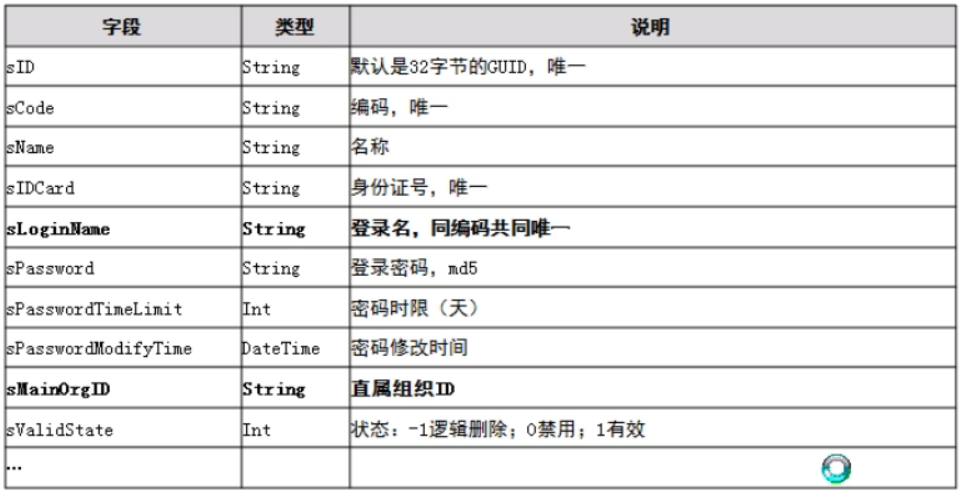 字段 类型 说明
sID String 默认是32字节的GUID，唯一
sCode String 编码，唯一
sName String 名称
sIDCard String 身份证号，唯一
sLoginName String 登录名，同编码共同唯一
sPassword String 登录密码，md5
sPasswordTimeLimit Int 密码时限（天）
sPasswordModifyTime DateTime 密码修改时间
sMainOrgID String 直属组织ID
sValidState Int 状态：-1逻辑删除；0禁用；1有效
…